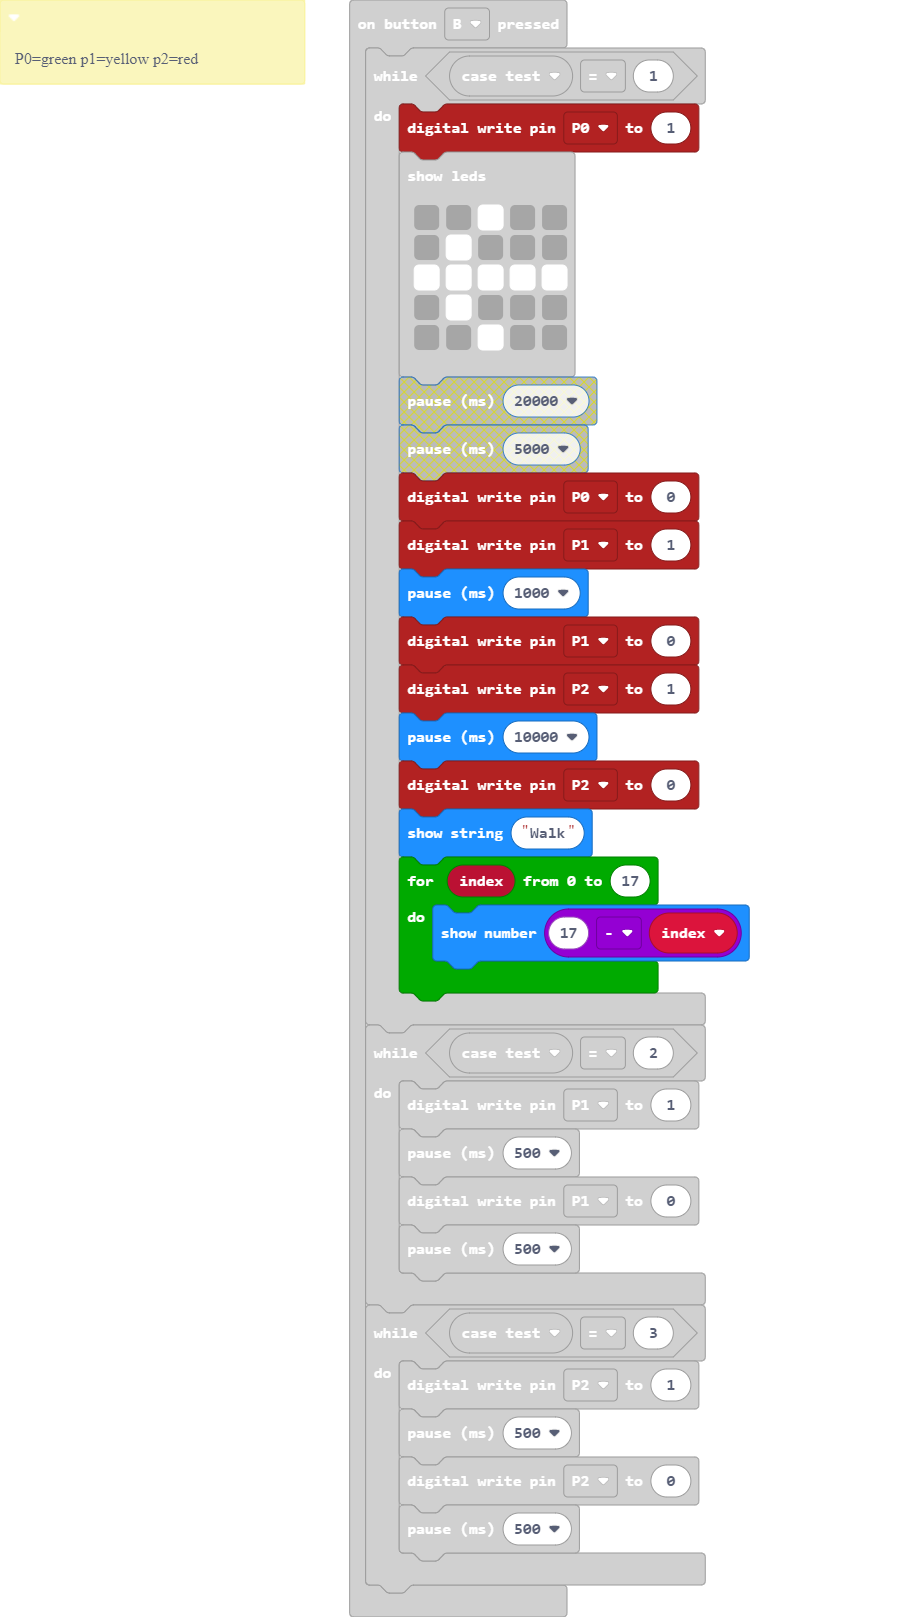 P0=green p1=yellow p2=red
on button B pressed
while case test = 1
do
digital write pin P0 to 1
show leds
pause (ms) 20000
pause (ms) 5000
digital write pin P0 to 0
digital write pin P1 to 1
pause (ms) 1000
digital write pin P1 to 0
digital write pin P2 to 1
pause (ms) 10000
digital write pin P2 to 0
show string "Walk"
for index from 0 to 17
do
show number 17 - index
while case test = 2
do
digital write pin P1 to 1
pause (ms) 500
digital write pin P1 to 0
pause (ms) 500
while case test = 3
do
digital write pin P2 to 1
pause (ms) 500
digital write pin P2 to 0
pause (ms) 500